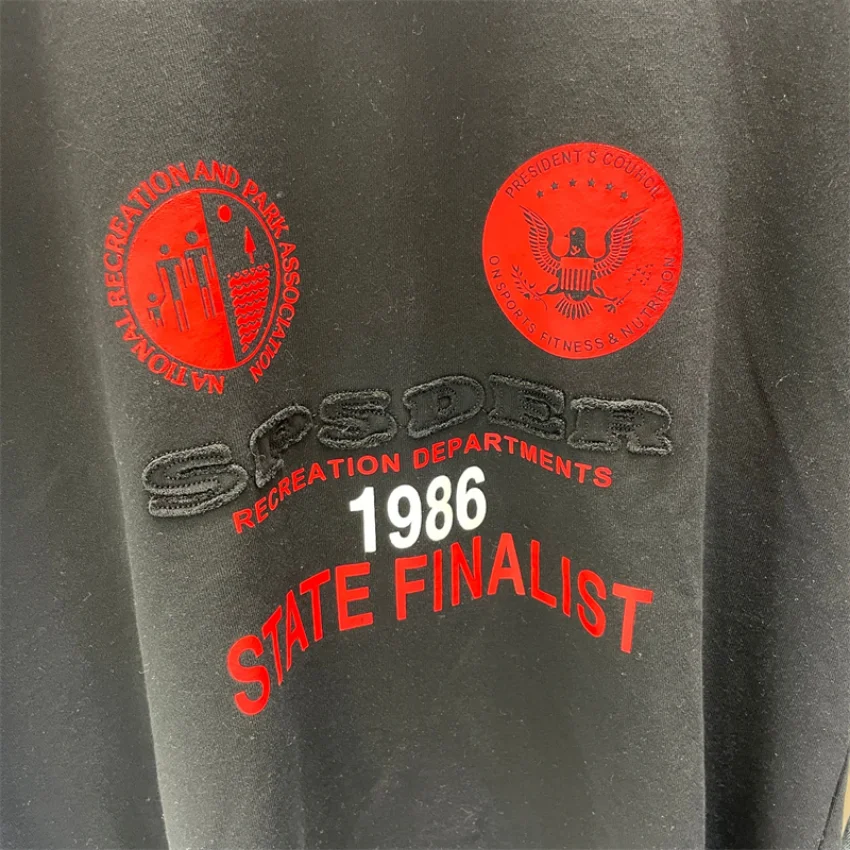 NATIONAL RECREATION AND PARK ASSOCIATION
PRESIDENT'S COUNCIL
ON SPORTS FITNESS & NUTRITION
SPSDER
RECREATION DEPARTMENTS
1986
STATE FINALIST